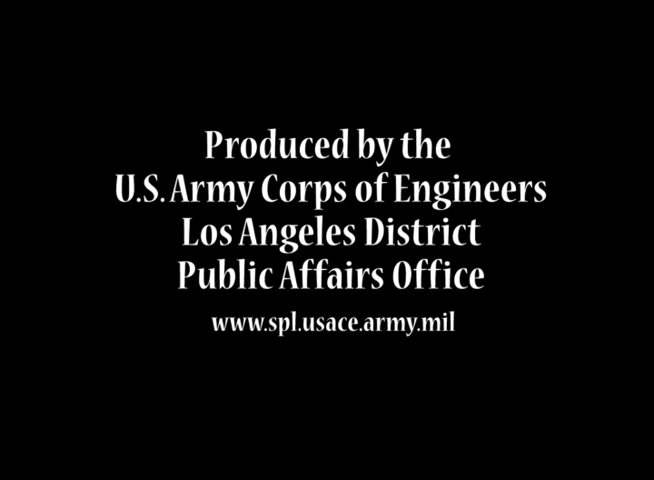 Produced by the
U.S. Army Corps of Engineers
Los Angeles District
Public Affairs Office
www.spl.usace.army.mil